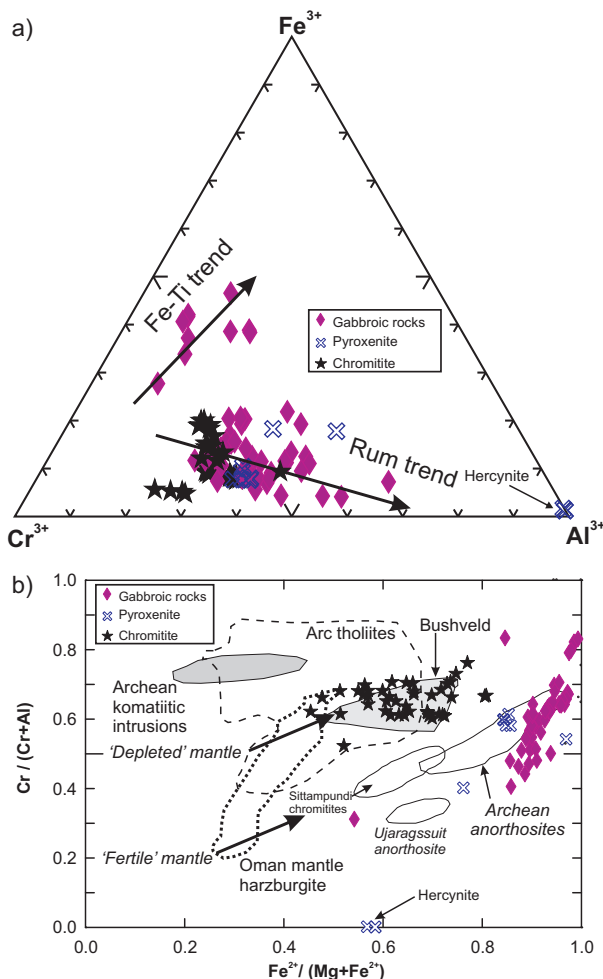 a)
Fe3+
Fe-Ti trend
Gabbroic rocks
Pyroxenite
Chromitite
Rum trend
Hercynite
Cr3+
Al3+
b)
1.0
Gabbroic rocks
Pyroxenite
Chromitite
Arc tholiites
Bushveld
0.8
Archean
komatiitic
intrusions
0.6
'Depleted' mantle
Cr / (Cr+Al)
0.4
Sittampundi
chromitites
Archean
anorthosites
Ujaragssuit
anorthosite
'Fertile' mantle
0.2
Oman mantle
harzburgite
Hercynite
0.0
0.0 0.2 0.4 0.6 0.8 1.0
Fe2+/ (Mg+Fe2+)